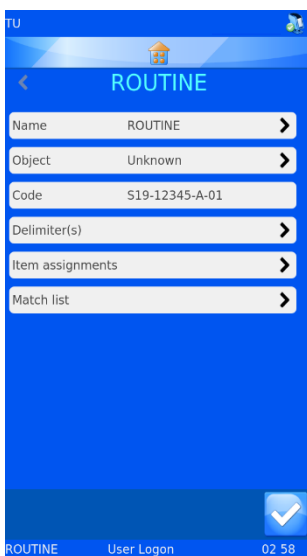 TU
ROUTINE
Name ROUTINE
Object Unknown
Code S19-12345-A-01
Delimiter(s)
Item assignments
Match list
ROUTINE User Logon 02 58